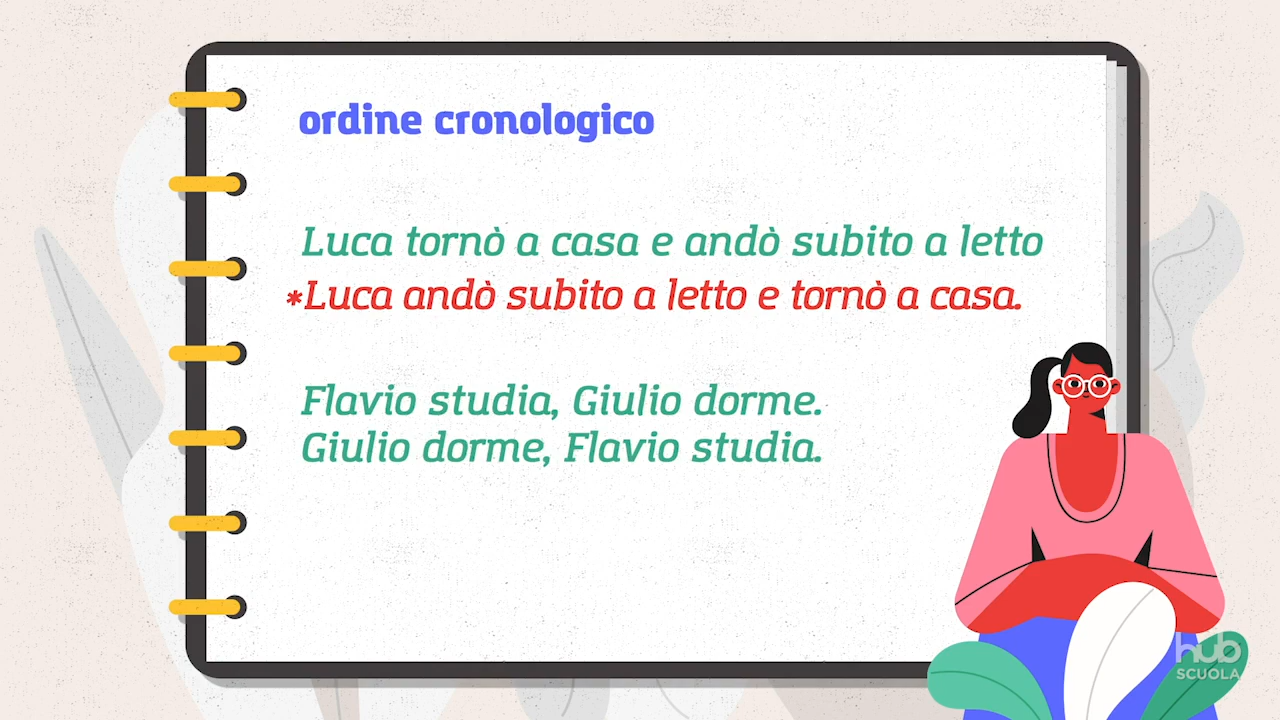 ordine cronologico
Luca tornò a casa e andò subito a letto
*Luca andò subito a letto e tornò a casa.
Flavio studia, Giulio dorme.
Giulio dorme, Flavio studia.
hub
SCUOLA